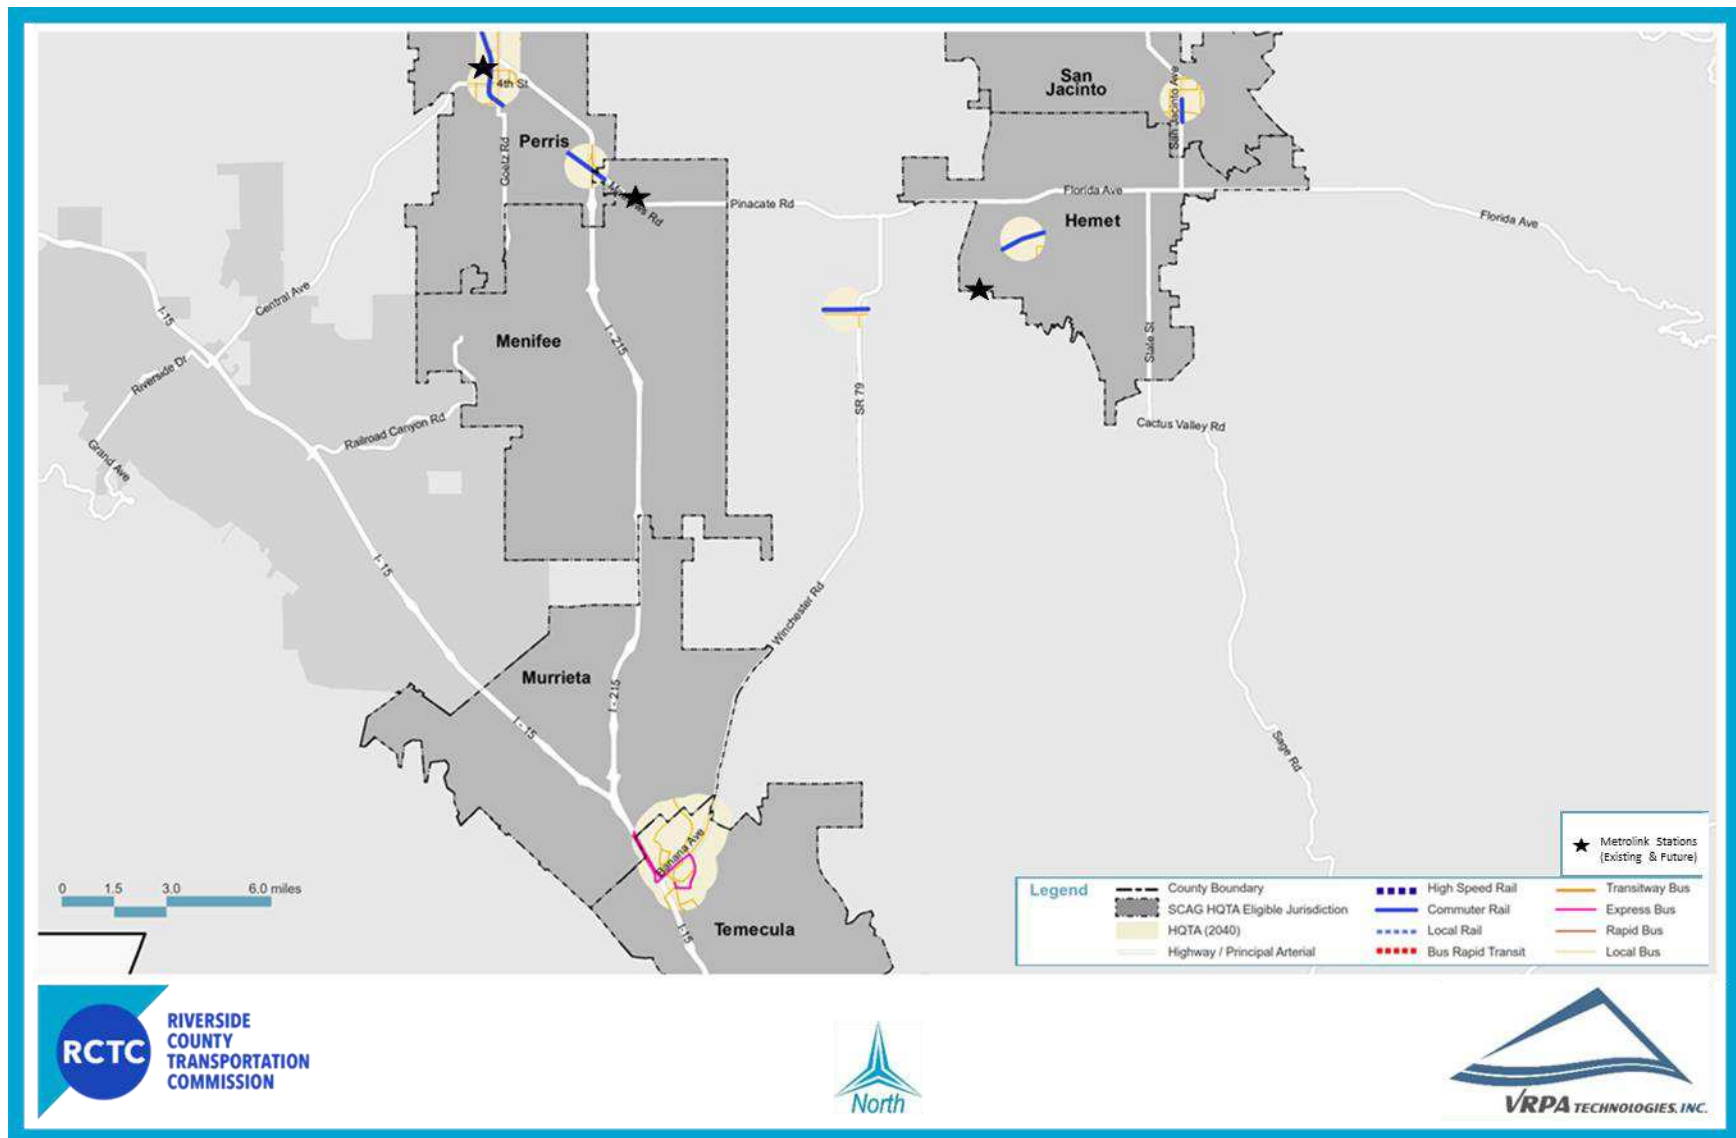 San
Jacinto
San Jacinto Ave
4th St
Perris
Goetz Rd
Matthews Rd
Pinacate Rd
Florida Ave
Florida Ave
Hemet
I-15
Central Ave
Menifee
I - 215
Riverside Dr
State St
SR 79
Railroad Canyon Rd
Cactus Valley Rd
Grand Ave
I- 15
Winchester Rd
Murrieta
I - 215
I - 15
Sage Rd
Banana Ave
I-15
Temecula
0 1.5 3.0 6.0 miles
Metrolink Stations
(Existing & Future)
Legend
County Boundary
SCAG HQTA Eligible Jurisdiction
HQTA (2040)
Highway / Principal Arterial
High Speed Rail
Commuter Rail
Local Rail
Bus Rapid Transit
Transitway Bus
Express Bus
Rapid Bus
Local Bus
RCTC
RIVERSIDE
COUNTY
TRANSPORTATION
COMMISSION
North
VRPA TECHNOLOGIES, INC.